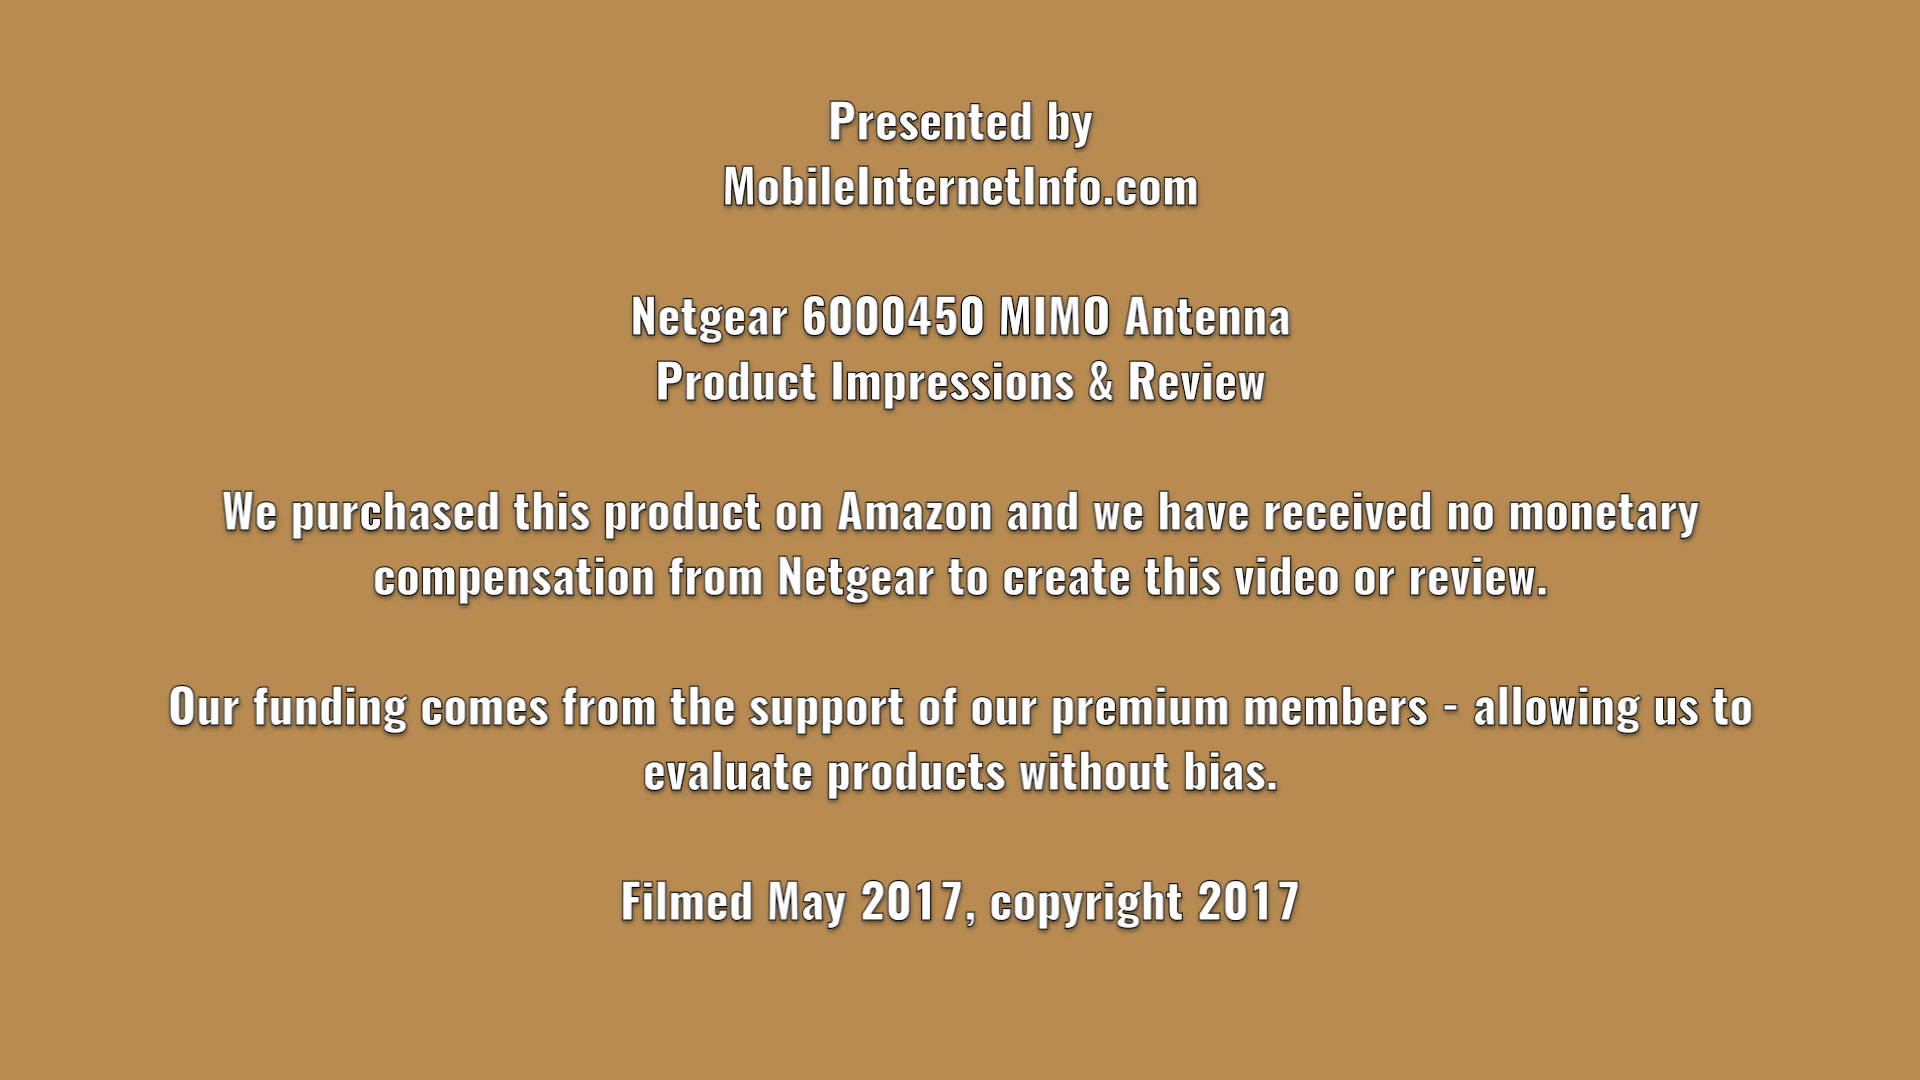 Presented by
MobileInternetInfo.com
Netgear 6000450 MIMO Antenna
Product Impressions & Review
We purchased this product on Amazon and we have received no monetary
compensation from Netgear to create this video or review.
Our funding comes from the support of our premium members - allowing us to
evaluate products without bias.
Filmed May 2017, copyright 2017